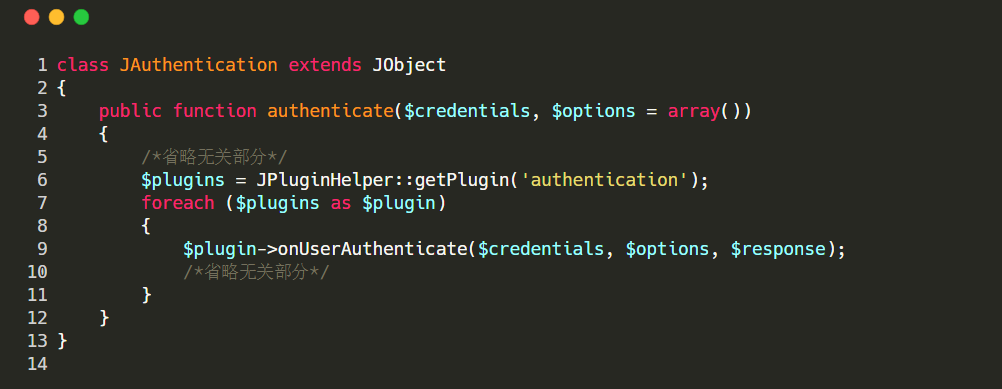 1 class JAuthentication extends JObject
2 {
3     public function authenticate($credentials, $options = array())
4     {
5         /*省略无关部分*/
6         $plugins = JPluginHelper::getPlugin('authentication');
7         foreach ($plugins as $plugin)
8         {
9             $plugin->onUserAuthenticate($credentials, $options, $response);
10             /*省略无关部分*/
11         }
12     }
13 }
14